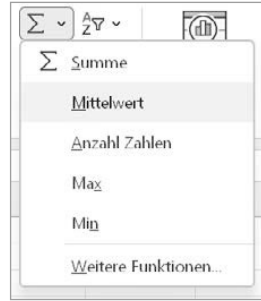 Σ
A
Z
Σ Summe
Mittelwert
Anzahl Zahlen
Max
Min
Weitere Funktionen...